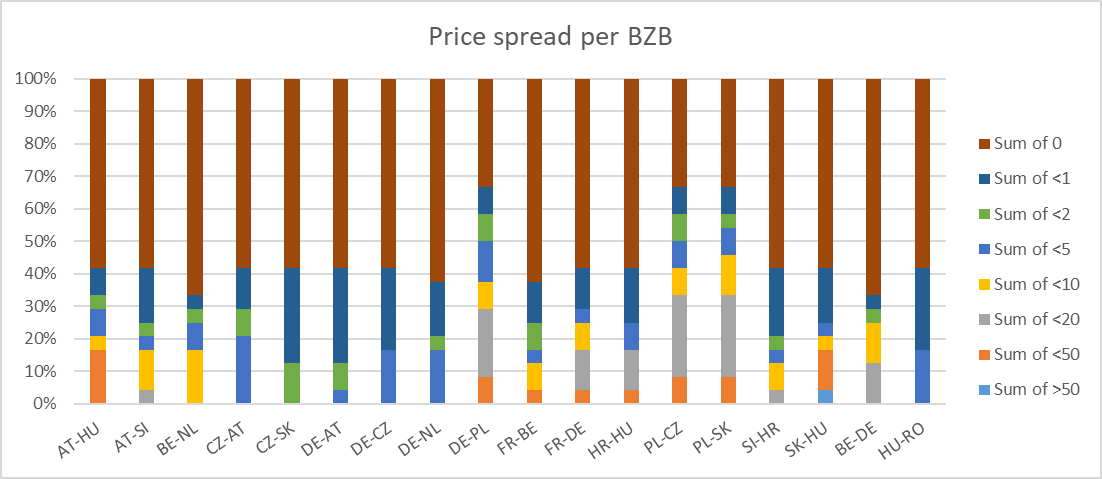 Price spread per BZB
100%
90%
80%
70%
60%
50%
40%
30%
20%
10%
0%
AT-HU
AT-SI
BE-NL
CZ-AT
CZ-SK
DE-AT
DE-CZ
DE-NL
DE-PL
FR-BE
FR-DE
HR-HU
PL-CZ
PL-SK
SI-HR
SK-HU
BE-DE
HU-RO
Sum of 0
Sum of <1
Sum of <2
Sum of <5
Sum of <10
Sum of <20
Sum of <50
Sum of >50